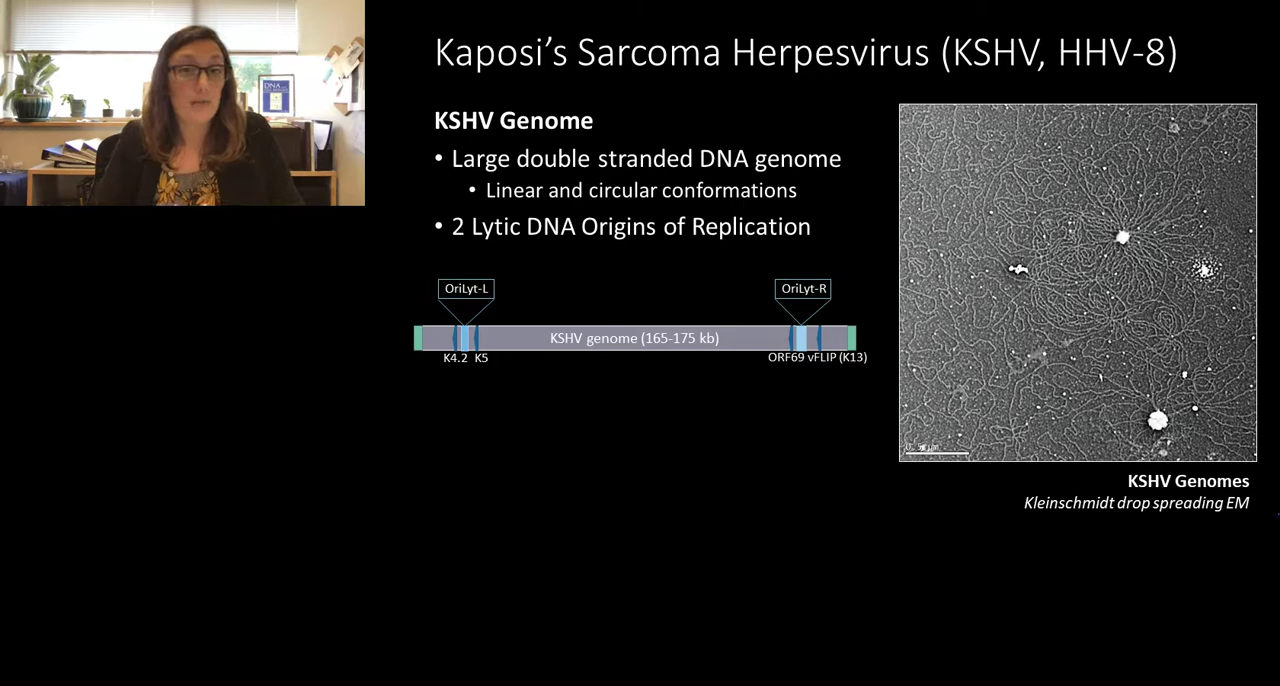 Kaposi's Sarcoma Herpesvirus (KSHV, HHV-8)
KSHV Genome
• Large double stranded DNA genome
• Linear and circular conformations
• 2 Lytic DNA Origins of Replication
OriLyt-L
OriLyt-R
KSHV genome (165-175 kb)
K4.2 K5
ORF69 vFLIP (K13)
KSHV Genomes
Kleinschmidt drop spreading EM
DNA